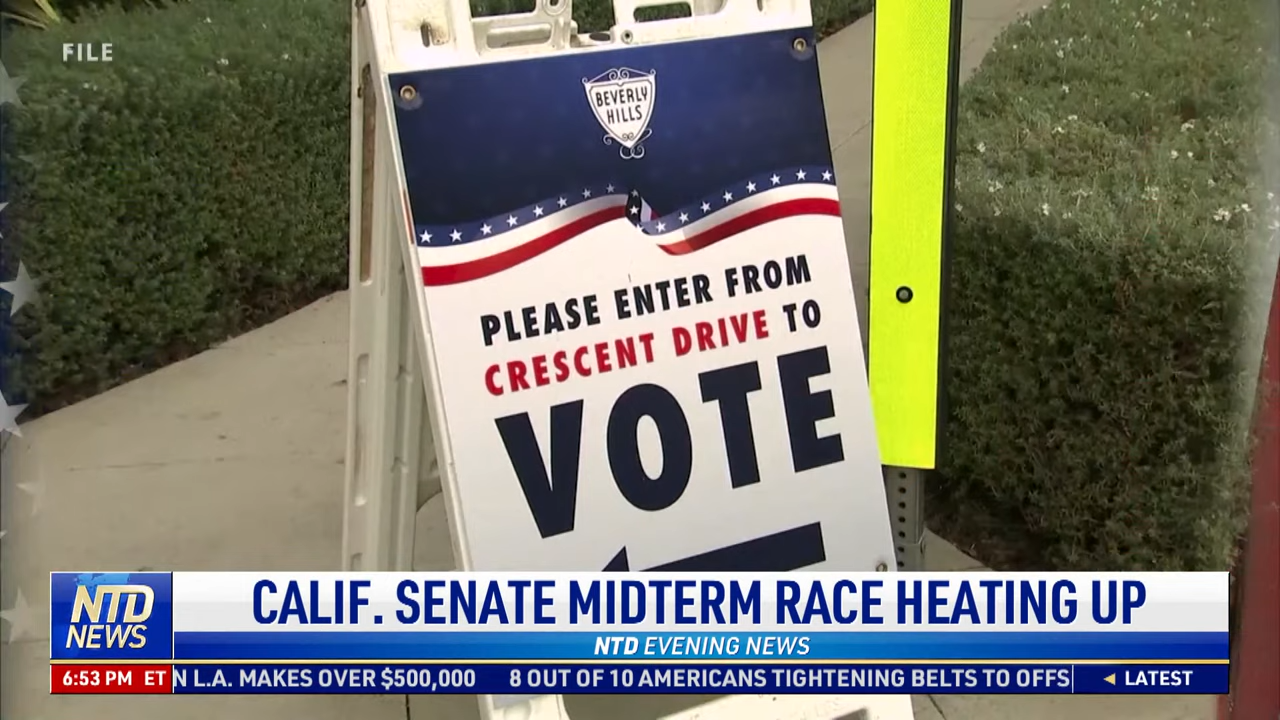 FILE
BEVERLY
HILLS
PLEASE ENTER FROM
CRESCENT DRIVE TO
VOTE
NTD
NEWS
CALIF. SENATE MIDTERM RACE HEATING UP
NTD EVENING NEWS
6:53 PM ET
N L.A. MAKES OVER $500,000 8 OUT OF 10 AMERICANS TIGHTENING BELTS TO OFFS
LATEST